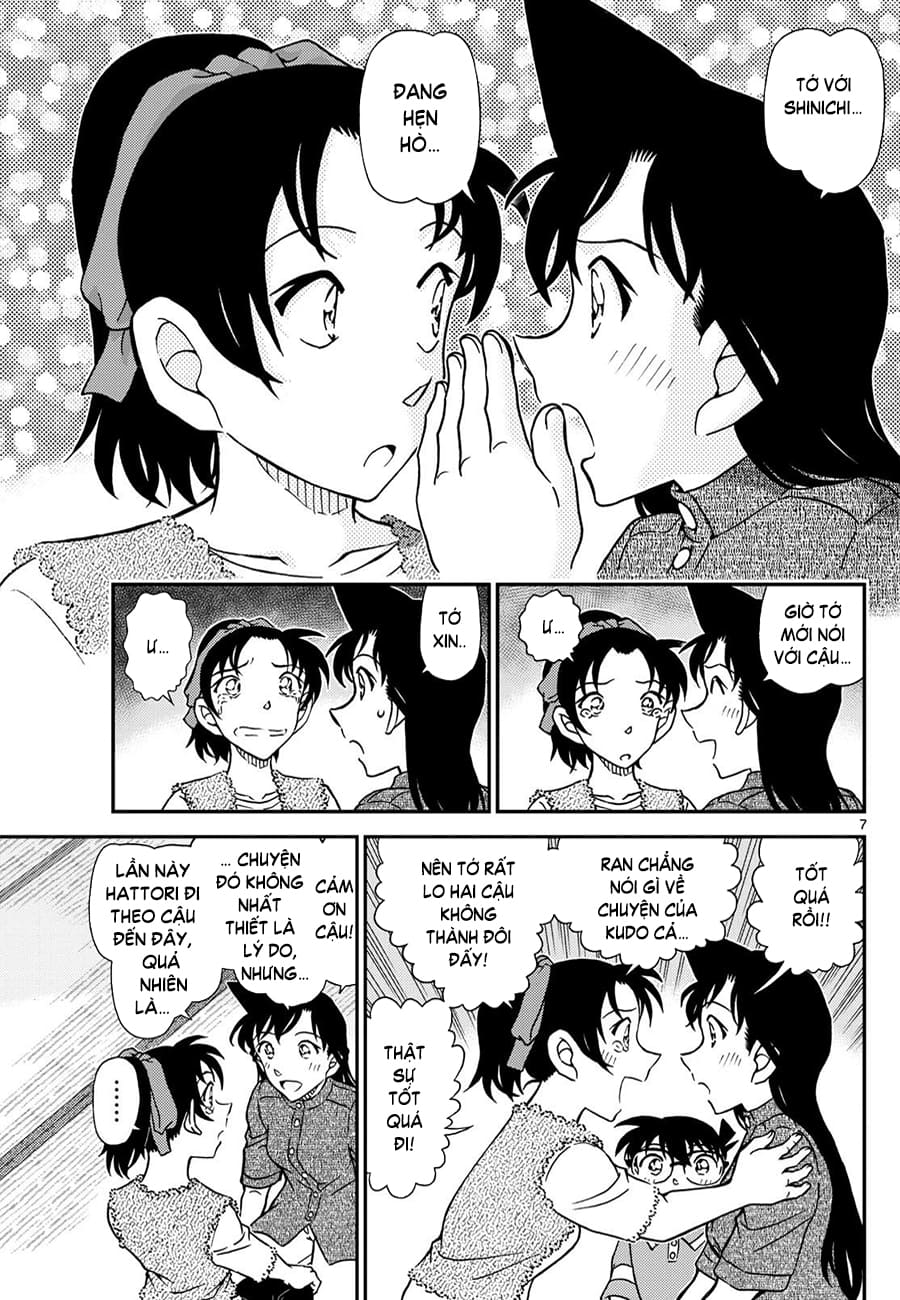 TỚ VỚI
SHINICHI...
ĐANG
HẸN
HÒ...
GIỜ TỚ
MỚI NÓI
VỚI CẬU...
Ư...
TỚ
XIN...
Ư...
7
TỐT
QUÁ
RỒI!!
RAN CHẲNG
NÓI GÌ VỀ
CHUYỆN CỦA
KUDO CẢ...
NÊN TỚ RẤT
LO HAI CẬU
KHÔNG
THÀNH ĐÔI
ĐẤY!
THẬT
SỰ
TỐT
QUÁ
ĐI!
CẢM
ƠN
CẬU!
... CHUYỆN
ĐÓ KHÔNG
NHẤT
THIẾT LÀ
LÝ DO,
NHƯNG...
LẦN NÀY
HATTORI ĐI
THEO CẬU
ĐẾN ĐÂY,
QUẢ
NHIÊN
LÀ...
......